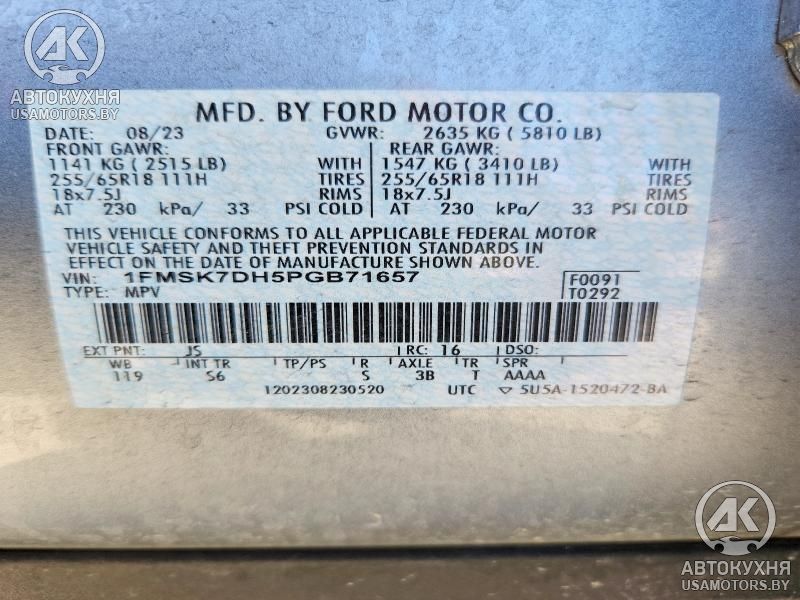 4K
АВТОКУХНЯ
USAMOTORS.BY
MFD. BY FORD MOTOR CO.
DATE: 08/23 GVWR: 2635 KG ( 5810 LB)
FRONT GAWR: REAR GAWR:
1141 KG ( 2515 LB) WITH 1547 KG ( 3410 LB) WITH
255/65R18 111H TIRES 255/65R18 111H TIRES
18x7.5J RIMS 18x7.5J RIMS
AT 230 kPa/ 33 PSI COLD AT 230 kPa/ 33 PSI COLD
THIS VEHICLE CONFORMS TO ALL APPLICABLE FEDERAL MOTOR
VEHICLE SAFETY AND THEFT PREVENTION STANDARDS IN
EFFECT ON THE DATE OF MANUFACTURE SHOWN ABOVE.
VIN: 1FMSK7DH5PGB71657 F0091
TYPE: MPV T0292
EXT PNT: JS RC: 16 DSO:
WB INT TR TP/PS R AXLE TR SPR
119 S6 S 3B T AAAA
1202308230520 UTC ▽ 5U5A-1520472-BA
4K
АВТОКУХНЯ
USAMOTORS.BY